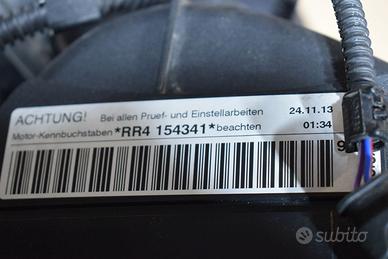 ACHTUNG! Bei allen Pruef- und Einstellarbeiten 24.11.13
Motor-Kennbuchstaben *RR4 154341* beachten 01:34
subito